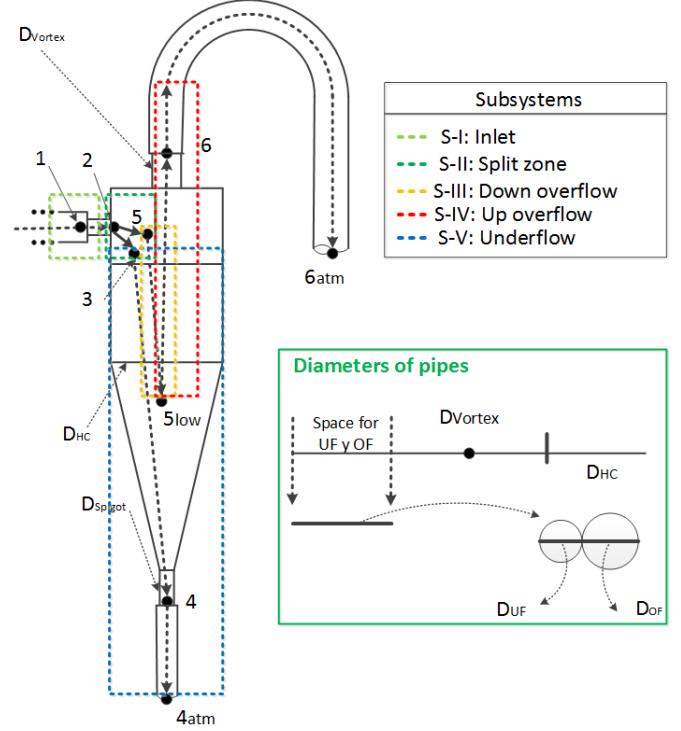 DVortex
Subsystems
S-I: Inlet
S-II: Split zone
S-III: Down overflow
S-IV: Up overflow
S-V: Underflow
1
2
6
5
3
6atm
Diameters of pipes
Space for
UF y OF
DVortex
DHC
5low
DHC
DSpigot
4
DUF
DOF
4atm